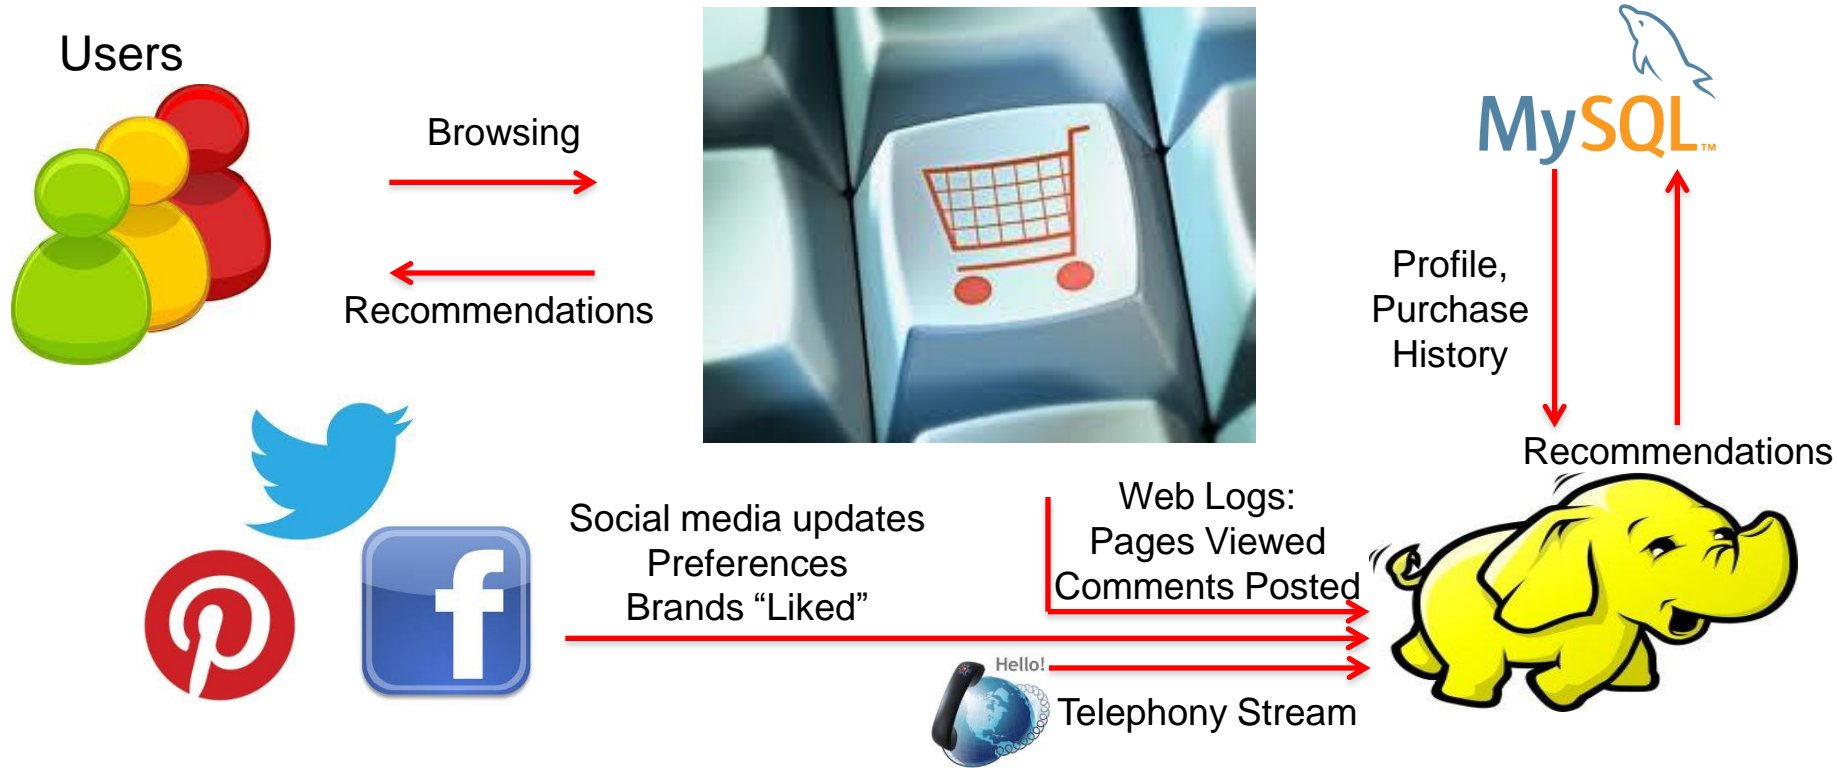 Users
Browsing
Recommendations
MySQL™
Profile,
Purchase
History
Recommendations
Social media updates
Preferences
Brands “Liked”
Web Logs:
Pages Viewed
Comments Posted
Hello!
Telephony Stream